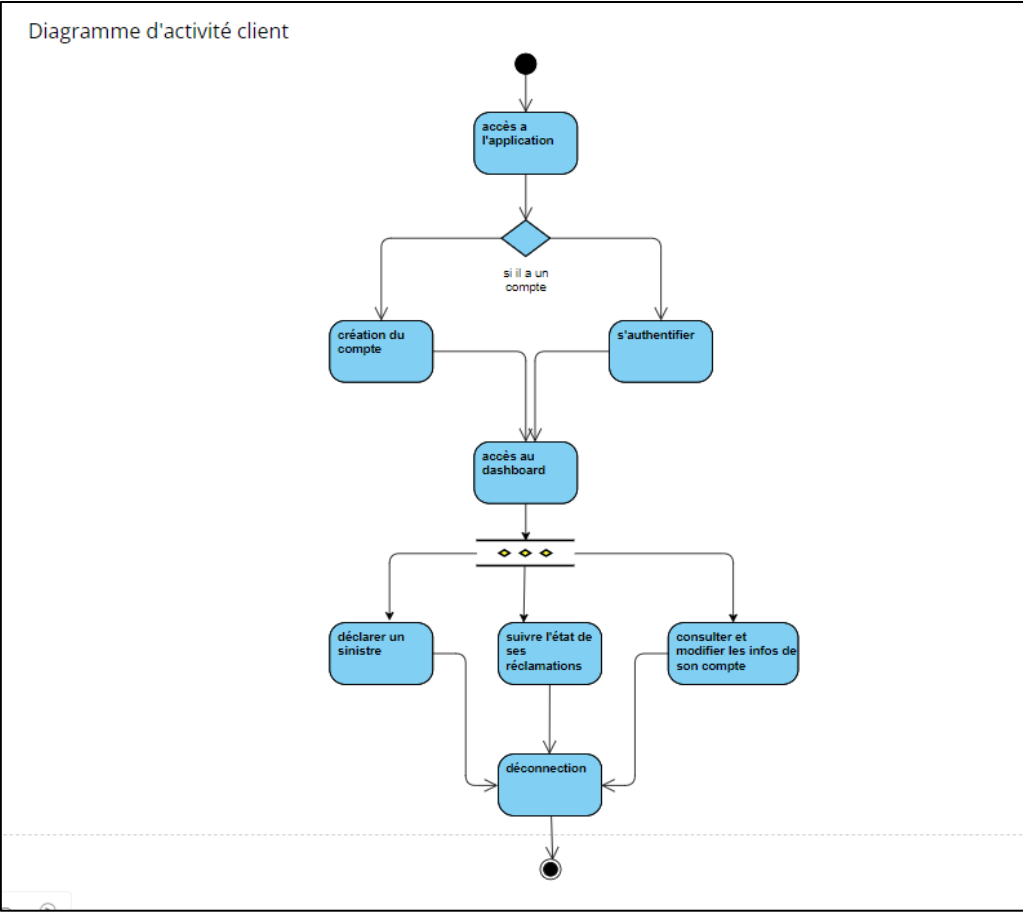 Diagramme d'activité client
accès a
l'application
si il a un
compte
création du
compte
s'authentifier
accès au
dashboard
déclarer un
sinistre
suivre l'état de
ses
réclamations
consulter et
modifier les infos de
son compte
déconnection